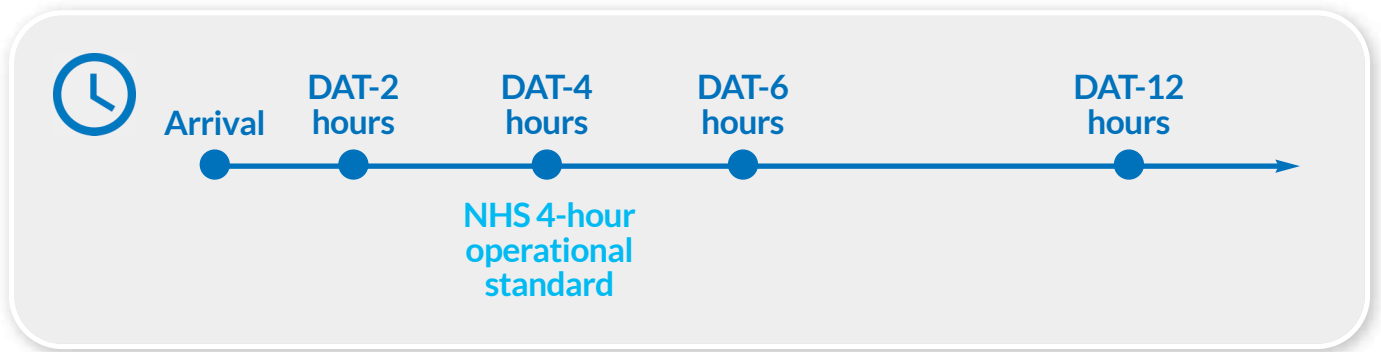 Arrival
DAT-2
hours
DAT-4
hours
DAT-6
hours
DAT-12
hours
NHS 4-hour
operational
standard